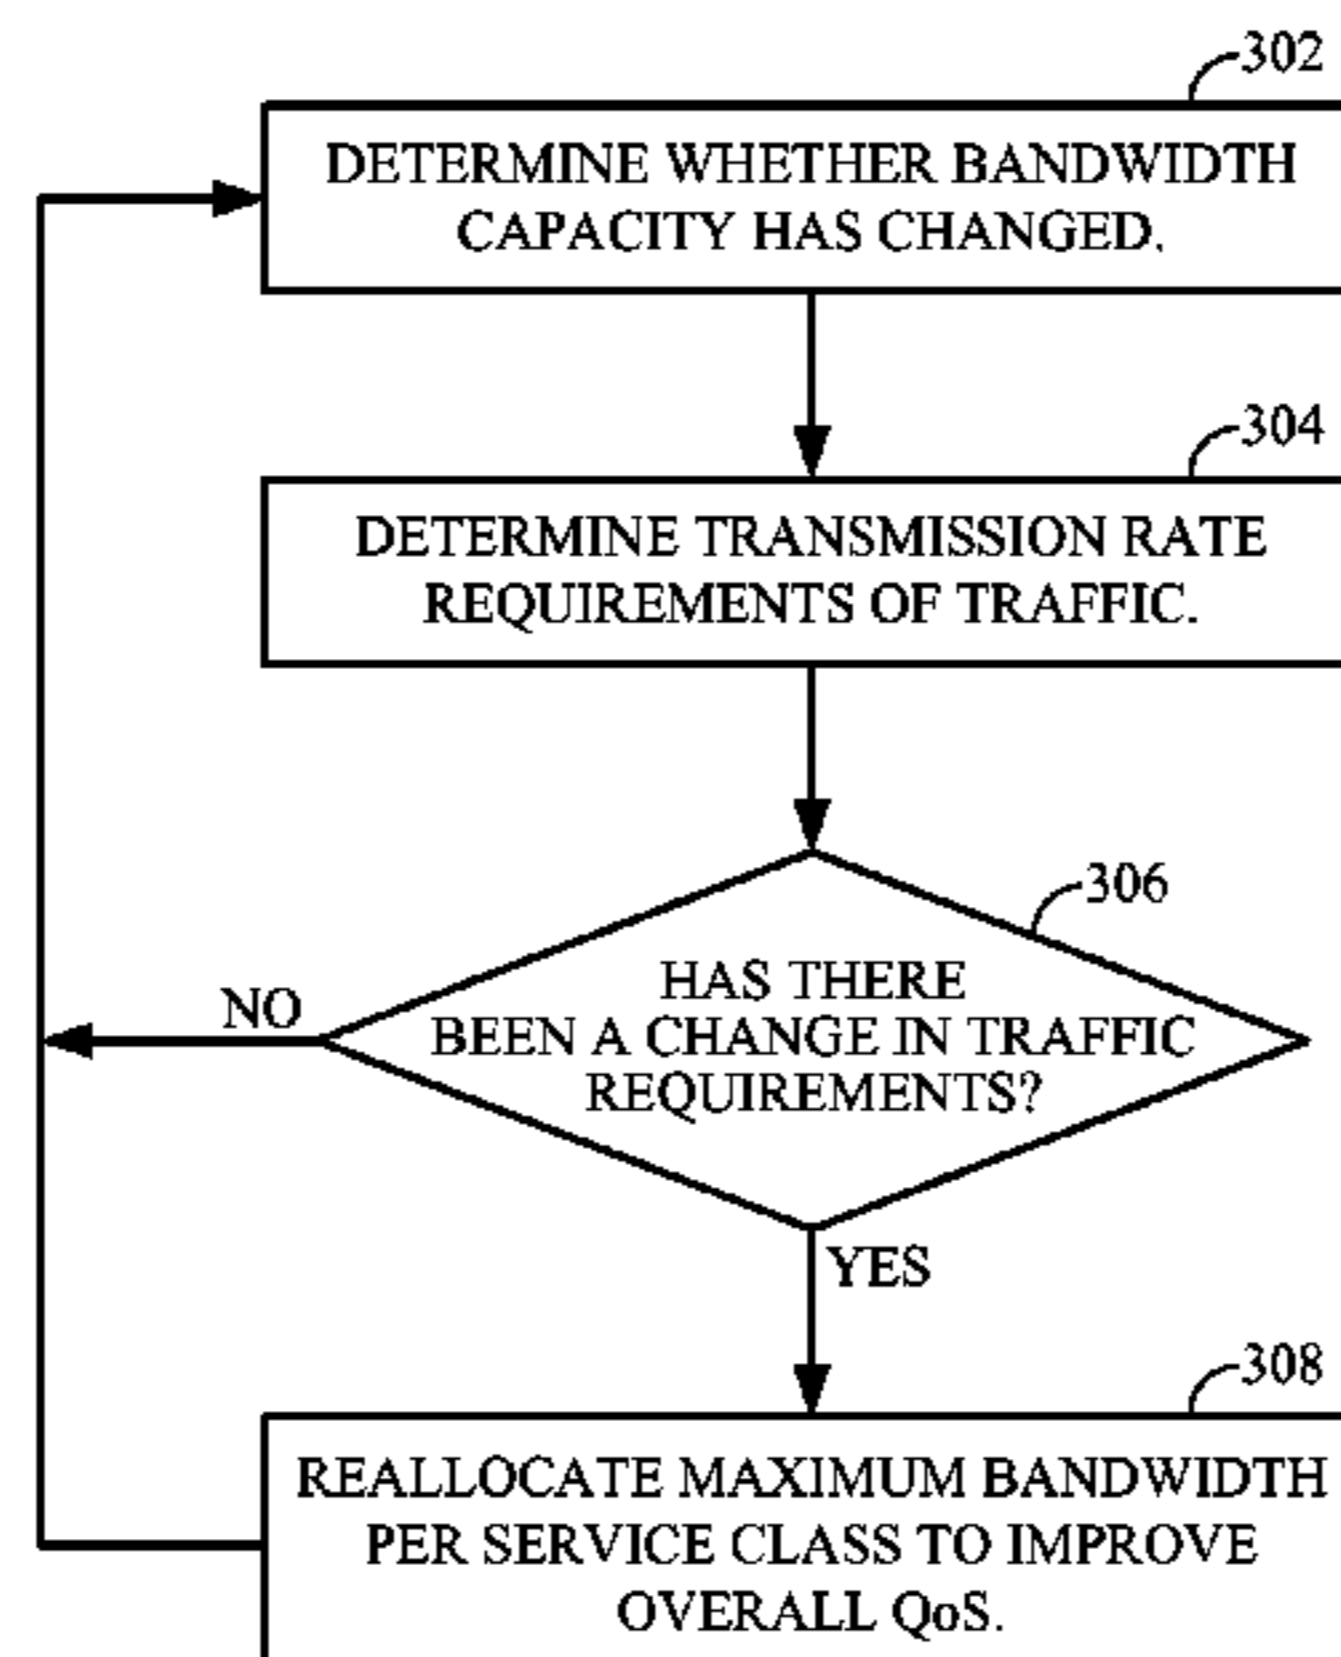 302
DETERMINE WHETHER BANDWIDTH
CAPACITY HAS CHANGED.
304
DETERMINE TRANSMISSION RATE
REQUIREMENTS OF TRAFFIC.
306
HAS THERE
BEEN A CHANGE IN TRAFFIC
REQUIREMENTS?
NO
YES
308
REALLOCATE MAXIMUM BANDWIDTH
PER SERVICE CLASS TO IMPROVE
OVERALL QoS.